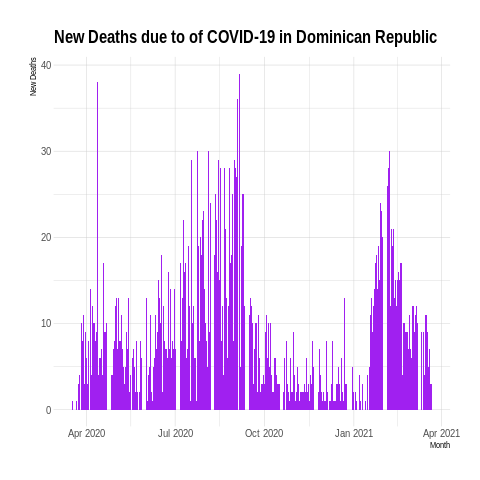 New Deaths due to of COVID-19 in Dominican Republic
New Deaths
40
30
20
10
0
Apr 2020 Jul 2020 Oct 2020 Jan 2021 Apr 2021
Month